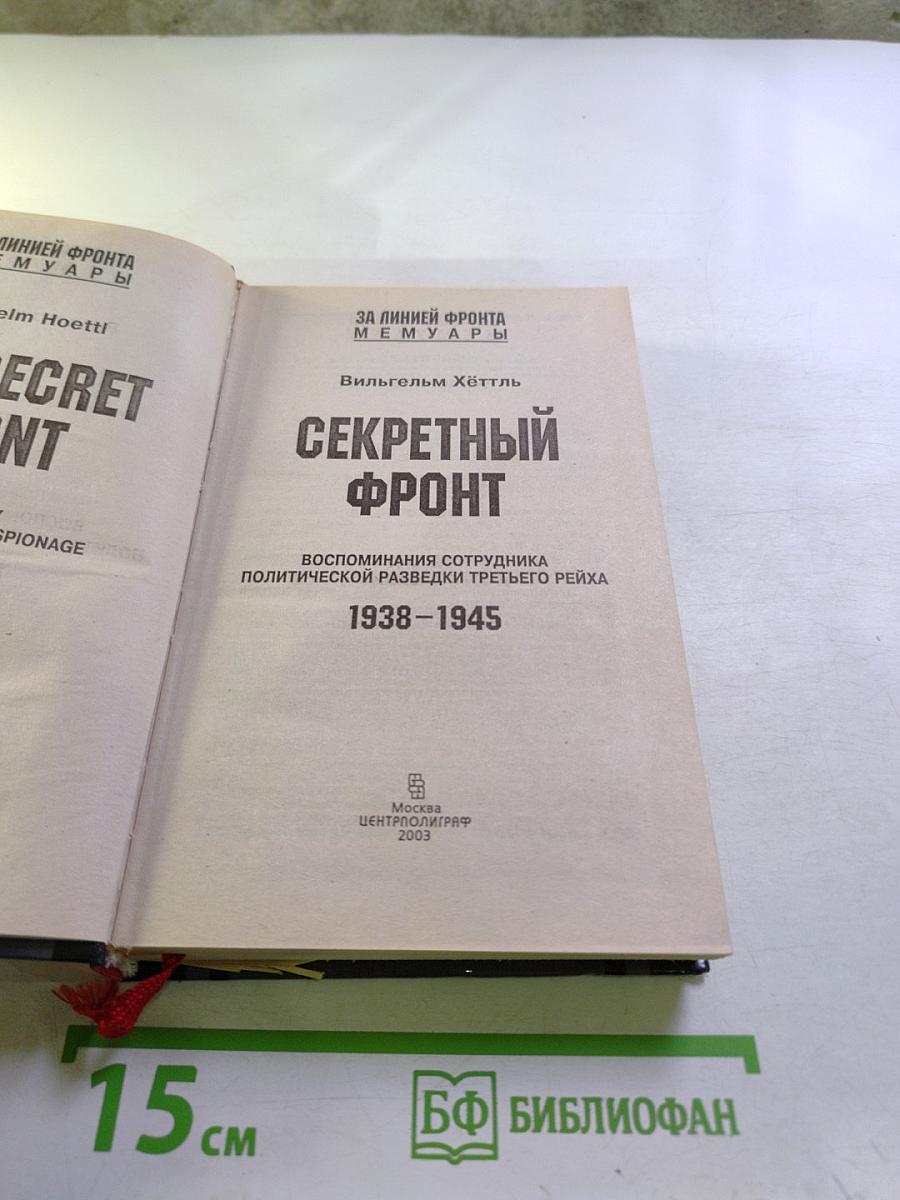 ЛИНИЕЙ ФРОНТА
МЕМУАРЫ
Hoettl
ECRET
NT
SPIONAGE
ЗА ЛИНИЕЙ ФРОНТА
МЕМУАРЫ
Вильгельм Хёттль
СЕКРЕТНЫЙ
ФРОНТ
ВОСПОМИНАНИЯ СОТРУДНИКА
ПОЛИТИЧЕСКОЙ РАЗВЕДКИ ТРЕТЬЕГО РЕЙХА
1938–1945
Москва
ЦЕНТРПОЛИГРАФ
2003
15 см
БФ БИБЛИОФАН